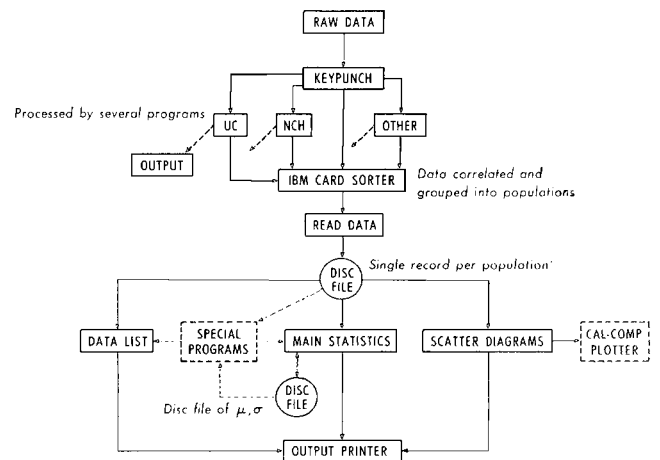 RAW DATA
KEYPUNCH
Processed by several programs
UC
NCH
OTHER
OUTPUT
IBM CARD SORTER
Data correlated and
grouped into populations
READ DATA
DISC
FILE
Single record per population
DATA LIST
SPECIAL
PROGRAMS
MAIN STATISTICS
SCATTER DIAGRAMS
CAL-COMP
PLOTTER
DISC
FILE
Disc file of μ,σ
OUTPUT PRINTER